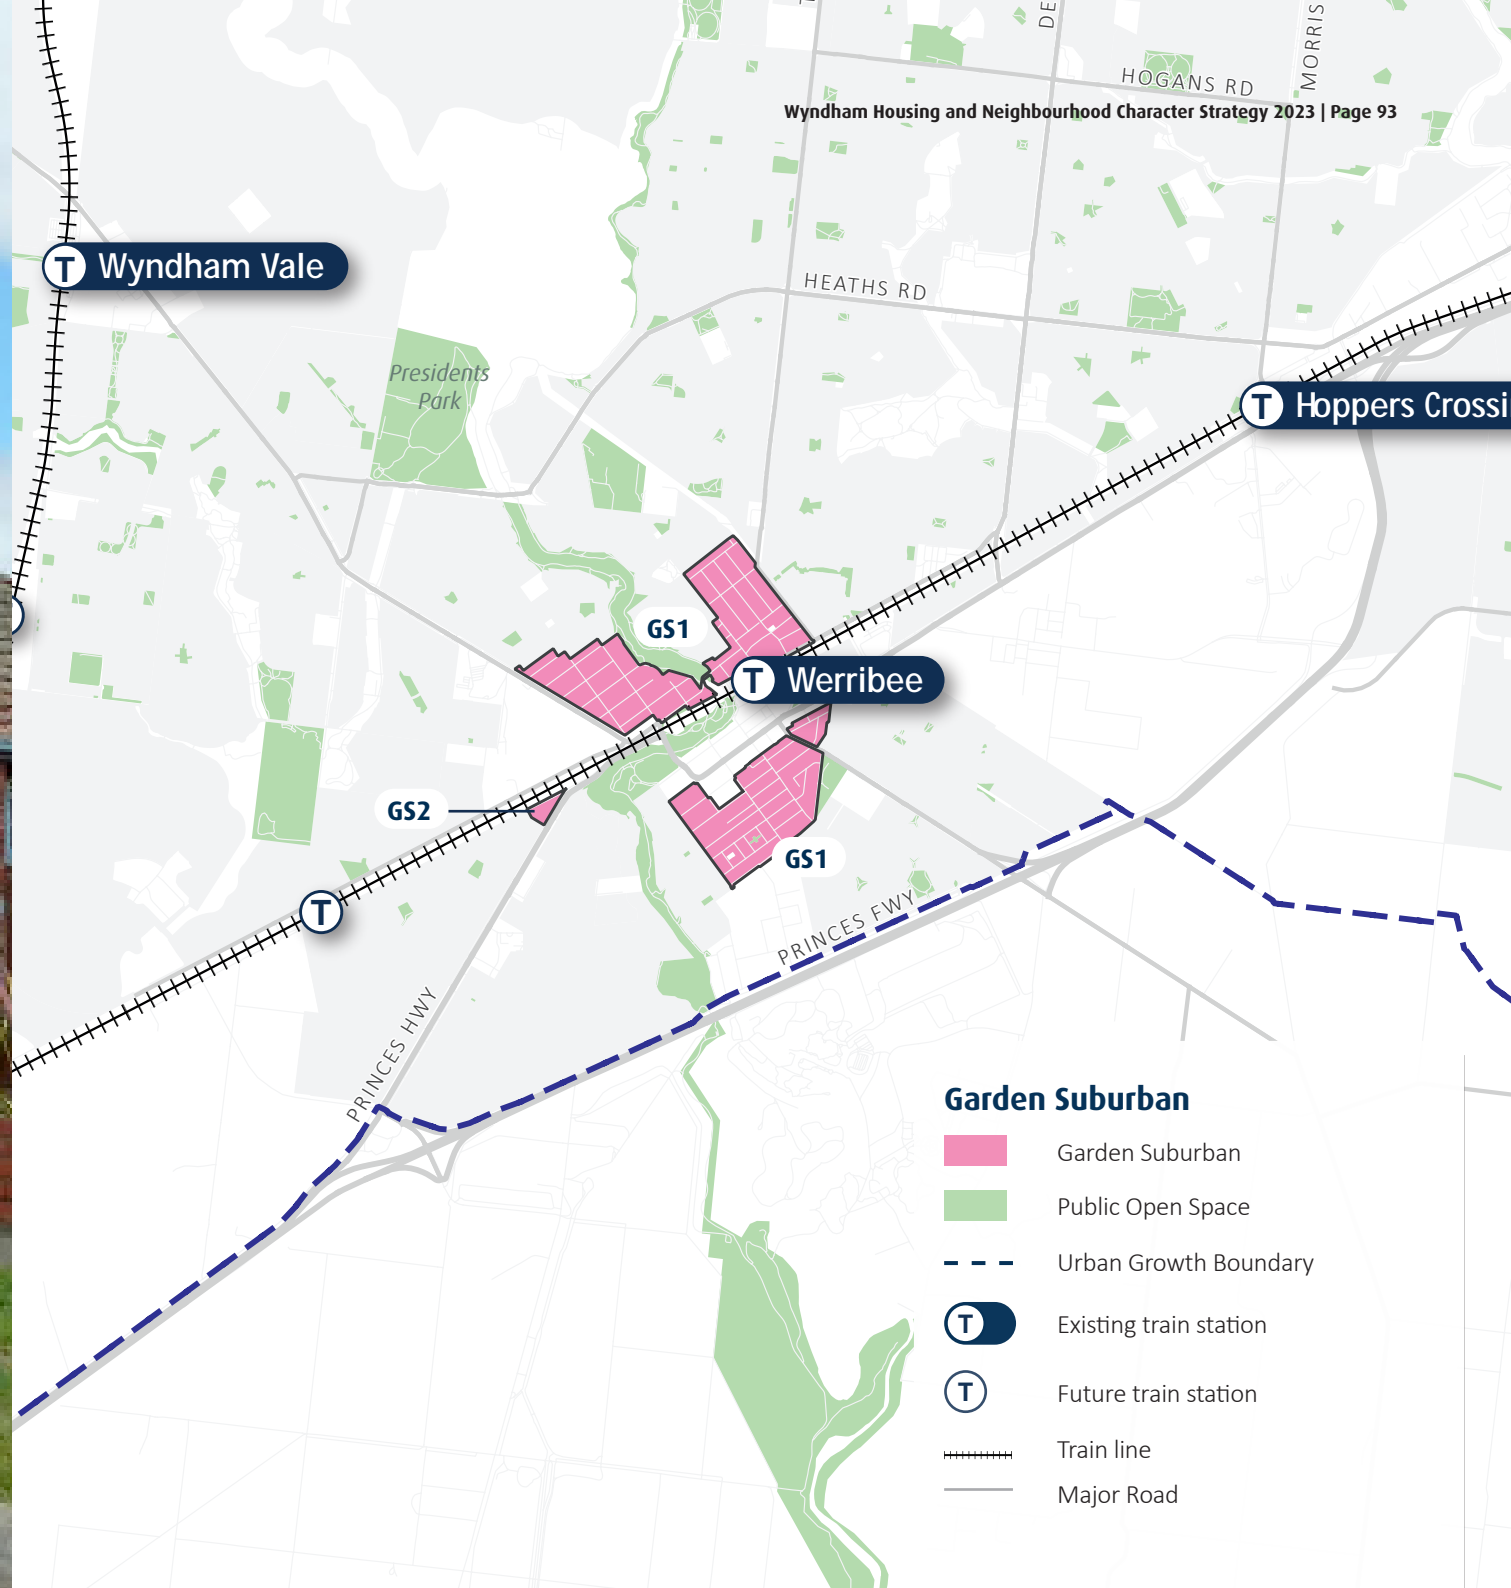 DE
MORRIS
HOGANS RD
Wyndham Housing and Neighbourhood Character Strategy 2023 | Page 93
T Wyndham Vale
HEATHS RD
Presidents
Park
T Hoppers Crossi
GS1
T Werribee
GS2
GS1
T
PRINCES FWY
PRINCES HWY
Garden Suburban
Garden Suburban
Public Open Space
Urban Growth Boundary
T Existing train station
T Future train station
Train line
Major Road